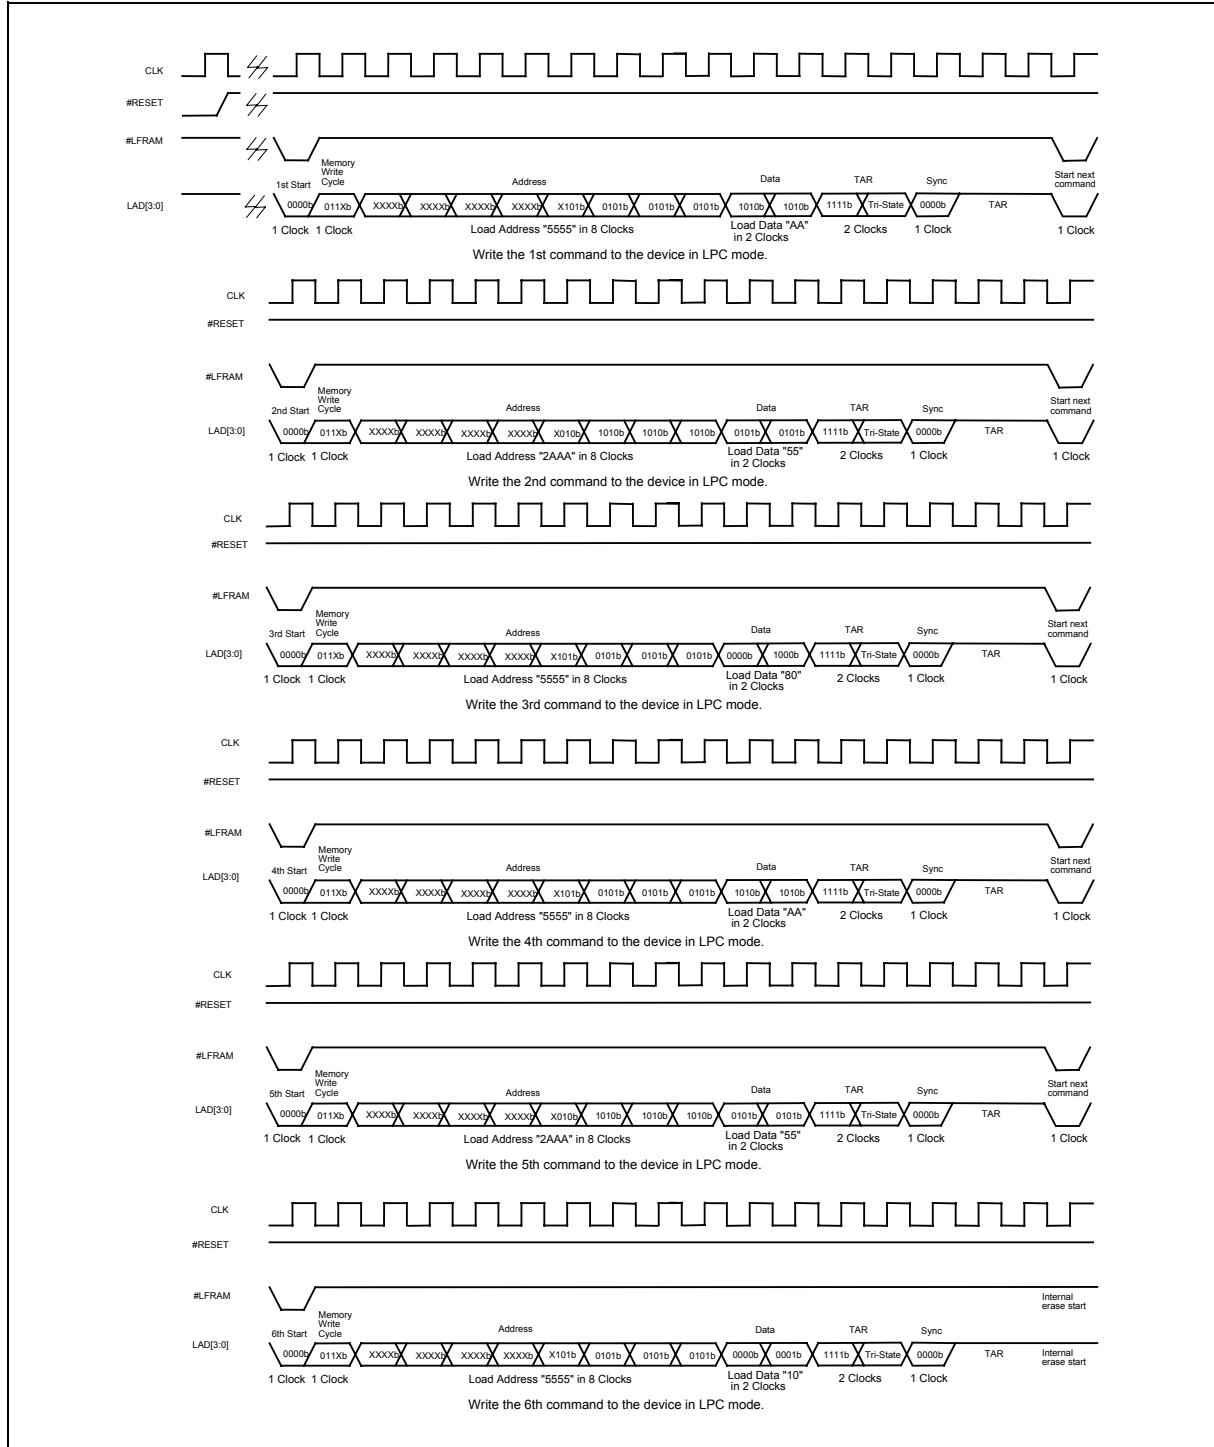 CLK
#RESET
#LFRAM
Memory
Write
Cycle
1st Start
Address
Data
TAR
Sync
Start next
command
LAD[3:0]
0000b 011Xb XXXXb XXXXb XXXXb XXXXb X101b 0101b 0101b 0101b 1010b 1010b 1111b Tri-State 0000b TAR
1 Clock 1 Clock Load Address "5555" in 8 Clocks Load Data "AA" 2 Clocks 1 Clock 1 Clock
in 2 Clocks
Write the 1st command to the device in LPC mode.
CLK
#RESET
#LFRAM
Memory
Write
Cycle
2nd Start
Address
Data
TAR
Sync
Start next
command
LAD[3:0]
0000b 011Xb XXXXb XXXXb XXXXb XXXXb X010b 1010b 1010b 1010b 0101b 0101b 1111b Tri-State 0000b TAR
1 Clock 1 Clock Load Address "2AAA" in 8 Clocks Load Data "55" 2 Clocks 1 Clock 1 Clock
in 2 Clocks
Write the 2nd command to the device in LPC mode.
CLK
#RESET
#LFRAM
Memory
Write
Cycle
3rd Start
Address
Data
TAR
Sync
Start next
command
LAD[3:0]
0000b 011Xb XXXXb XXXXb XXXXb XXXXb X101b 0101b 0101b 0101b 0000b 1000b 1111b Tri-State 0000b TAR
1 Clock 1 Clock Load Address "5555" in 8 Clocks Load Data "80" 2 Clocks 1 Clock 1 Clock
in 2 Clocks
Write the 3rd command to the device in LPC mode.
CLK
#RESET
#LFRAM
Memory
Write
Cycle
4th Start
Address
Data
TAR
Sync
Start next
command
LAD[3:0]
0000b 011Xb XXXXb XXXXb XXXXb XXXXb X101b 0101b 0101b 0101b 1010b 1010b 1111b Tri-State 0000b TAR
1 Clock 1 Clock Load Address "5555" in 8 Clocks Load Data "AA" 2 Clocks 1 Clock 1 Clock
in 2 Clocks
Write the 4th command to the device in LPC mode.
CLK
#RESET
#LFRAM
Memory
Write
Cycle
5th Start
Address
Data
TAR
Sync
Start next
command
LAD[3:0]
0000b 011Xb XXXXb XXXXb XXXXb XXXXb X010b 1010b 1010b 1010b 0101b 0101b 1111b Tri-State 0000b TAR
1 Clock 1 Clock Load Address "2AAA" in 8 Clocks Load Data "55" 2 Clocks 1 Clock 1 Clock
in 2 Clocks
Write the 5th command to the device in LPC mode.
CLK
#RESET
#LFRAM
Internal
erase start
Memory
Write
Cycle
6th Start
Address
Data
TAR
Sync
LAD[3:0]
0000b 011Xb XXXXb XXXXb XXXXb XXXXb X101b 0101b 0101b 0101b 0000b 0001b 1111b Tri-State 0000b TAR
Internal
erase start
1 Clock 1 Clock Load Address "5555" in 8 Clocks Load Data "10" 2 Clocks 1 Clock
in 2 Clocks
Write the 6th command to the device in LPC mode.